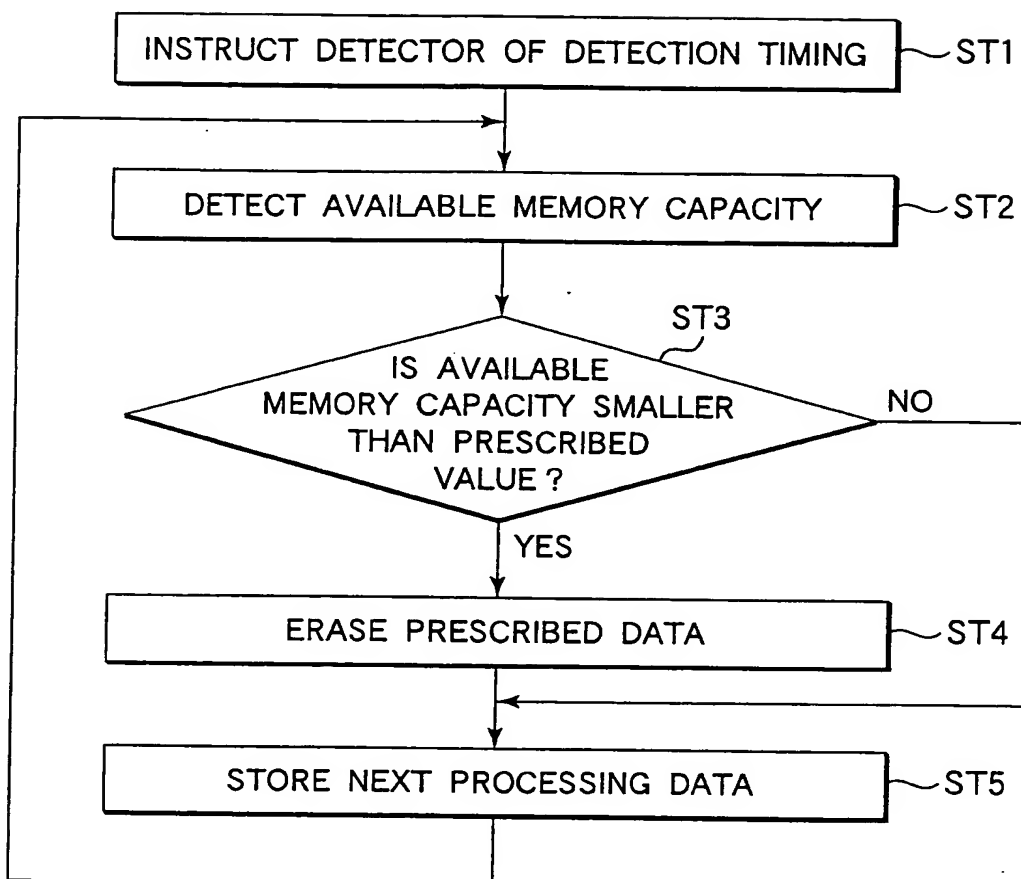 INSTRUCT DETECTOR OF DETECTION TIMING
ST1
DETECT AVAILABLE MEMORY CAPACITY
ST2
ST3
IS AVAILABLE
MEMORY CAPACITY SMALLER
THAN PRESCRIBED
VALUE ?
NO
YES
ERASE PRESCRIBED DATA
ST4
STORE NEXT PROCESSING DATA
ST5